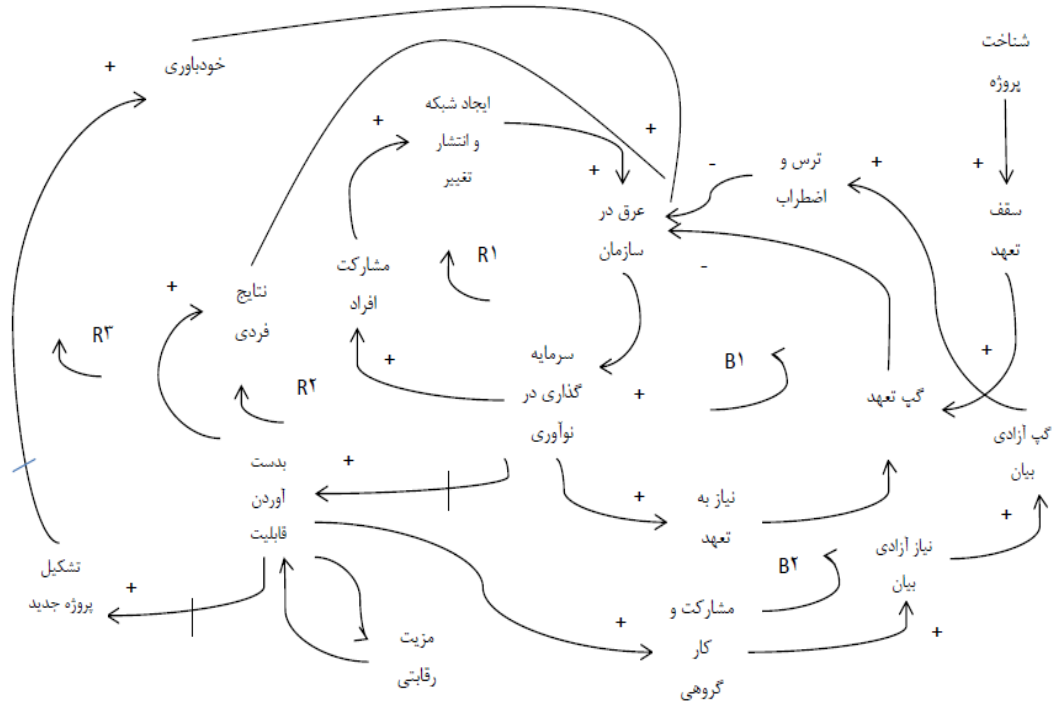 شناخت
پروژه
+
سقف
تعهد
+
خودباوری
+
ایجاد شبکه
و انتشار
تغییر
+
+
+
ترس و
اضطراب
-
+
عرق در
سازمان
-
مشارکت
افراد
R۱
نتایج
فردی
+
R۳
R۲
سرمایه
گذاری در
نوآوری
+
+
B۱
گپ تعهد
+
گپ آزادی
بیان
بدست
آوردن
قابلیت
+
نیاز به
تعهد
+
نیاز آزادی
بیان
+
B۲
تشکیل
پروژه جدید
+
مشارکت و
کار
گروهی
+
+
مزیت
رقابتی